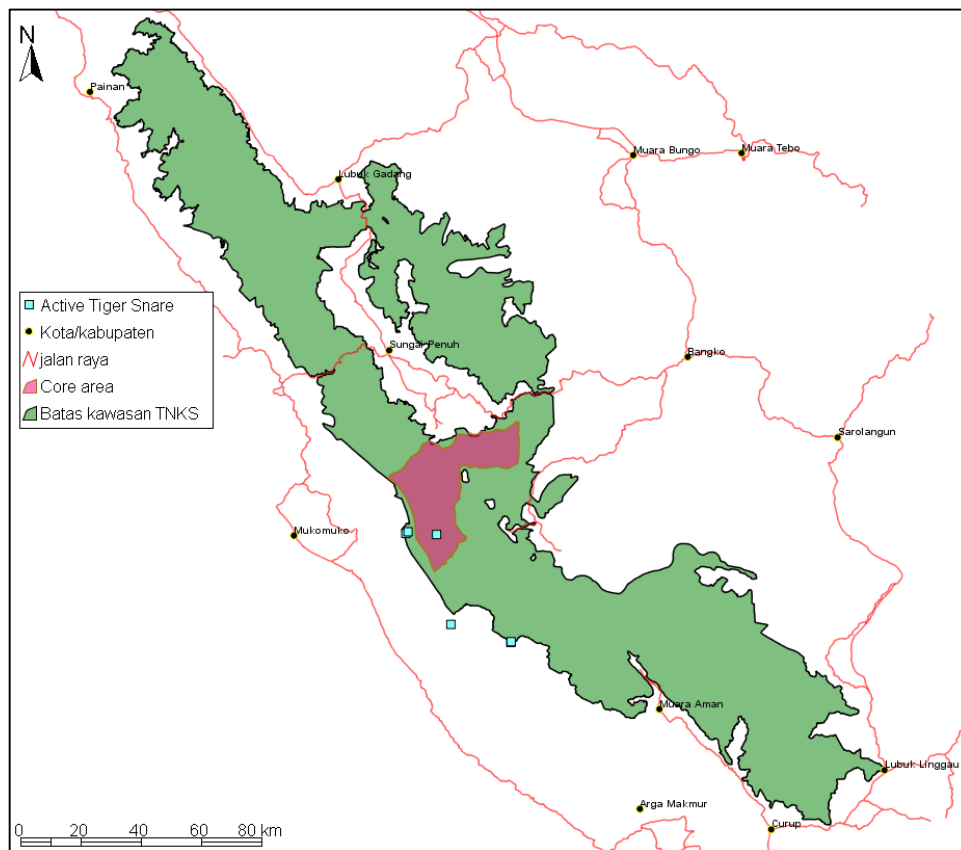 N
Painan
Muara Bungo
Muara Tebo
Lubuk Gadang
Active Tiger Snare
Kota/kabupaten
jalan raya
Core area
Batas kawasan TNKS
Sungai Penuh
Bangko
Sarolangun
Mukomuko
Muara Aman
Lubuk Linggau
Arga Makmur
Curup
0 20 40 60 80 km